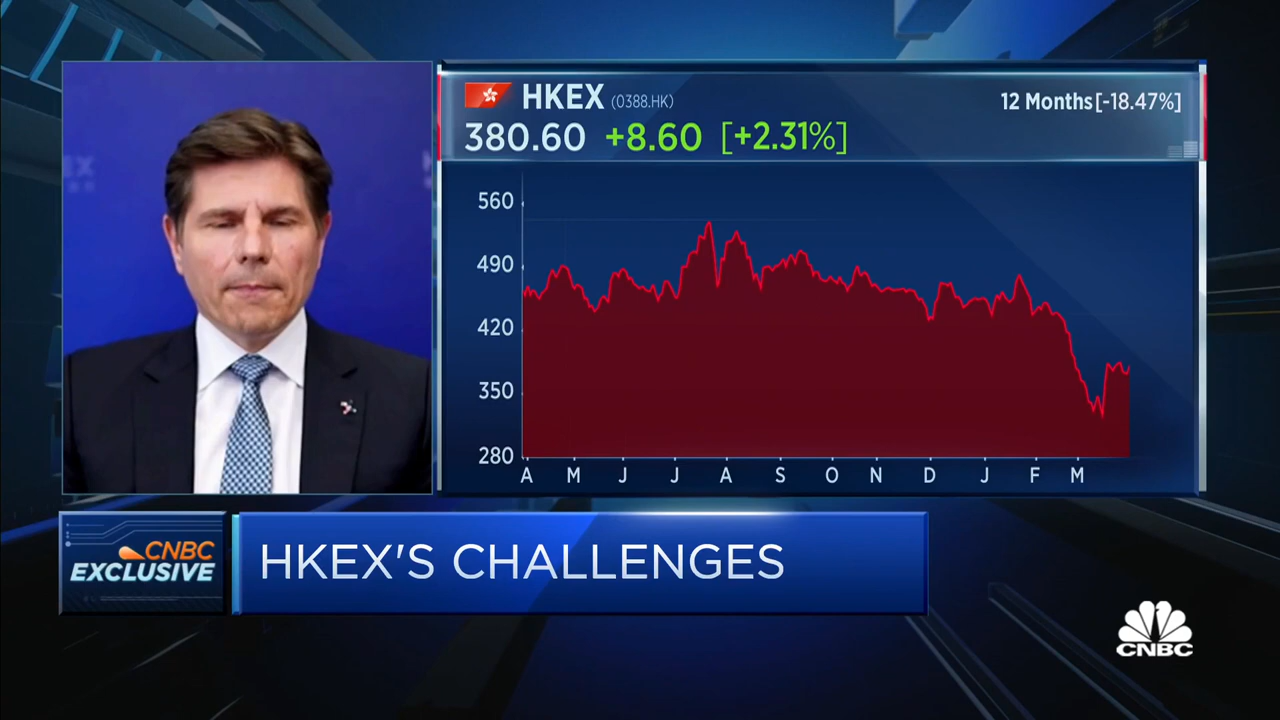 HKEX (0388.HK)
12 Months[-18.47%]
380.60 +8.60 [+2.31%]
560
490
420
350
280
A M J J A S O N D J F M
CNBC
EXCLUSIVE
HKEX'S CHALLENGES
CNBC